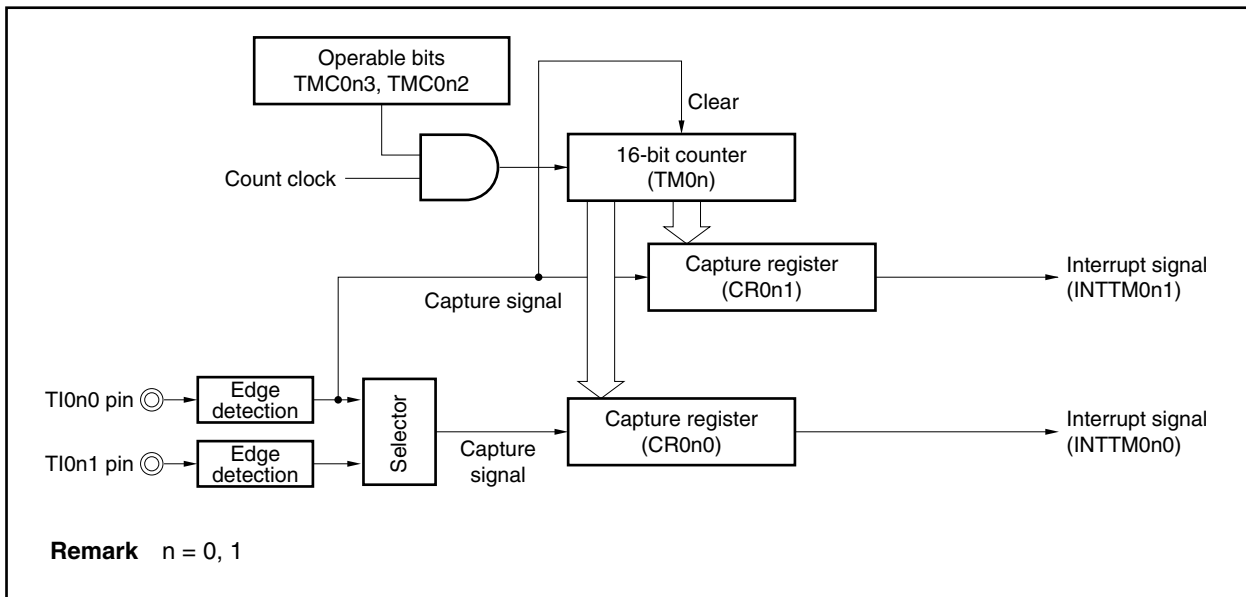 Operable bits
TMC0n3, TMC0n2
Clear
16-bit counter
(TM0n)
Count clock
Capture register
(CR0n1)
Interrupt signal
(INTTM0n1)
Capture signal
TI0n0 pin
Edge
detection
Selector
Capture register
(CR0n0)
Interrupt signal
(INTTM0n0)
TI0n1 pin
Edge
detection
Capture
signal
Remark n = 0, 1